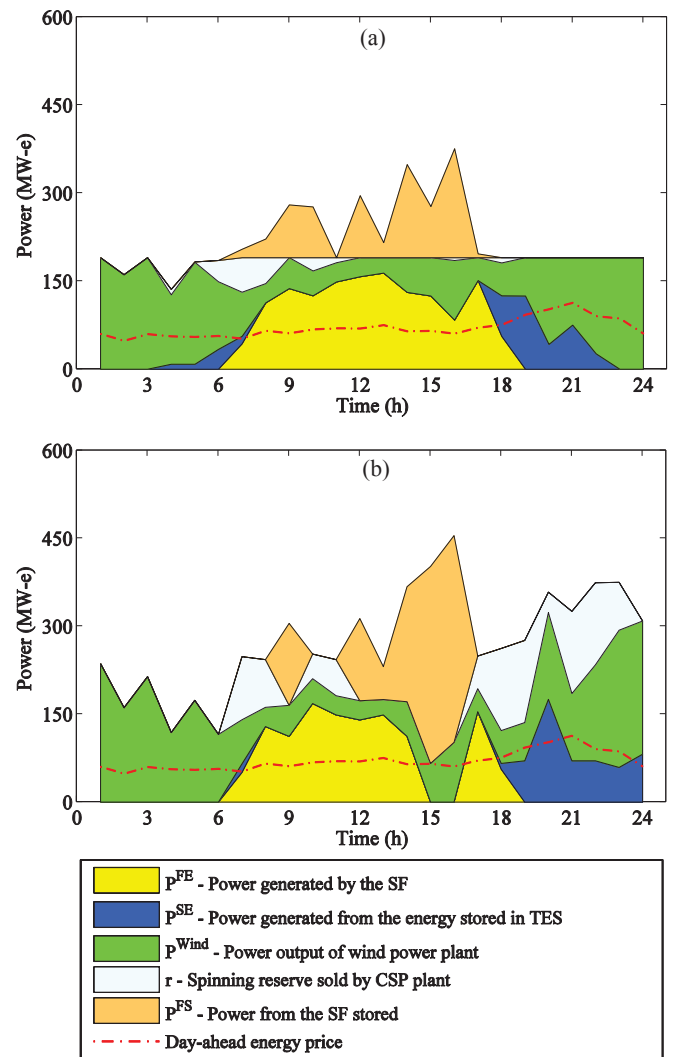 600
(a)
450
300
150
0
Power (MW-e)
0 3 6 9 12 15 18 21 24
Time (h)
600
(b)
450
300
150
0
Power (MW-e)
0 3 6 9 12 15 18 21 24
Time (h)
P^FE - Power generated by the SF
P^SE - Power generated from the energy stored in TES
P^Wind - Power output of wind power plant
r - Spinning reserve sold by CSP plant
P^FS - Power from the SF stored
Day-ahead energy price